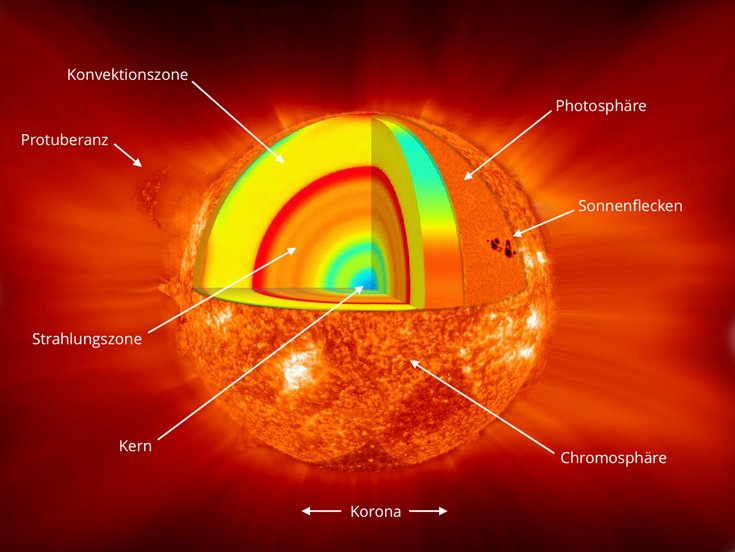 Konvektionszone
Photosphäre
Protuberanz
Sonnenflecken
Strahlungszone
Kern
Chromosphäre
Korona